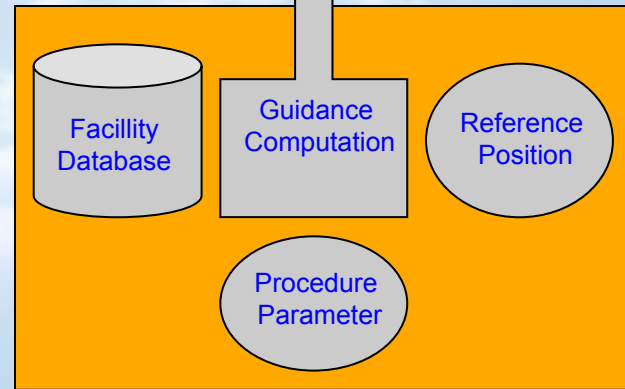 Facillity
Database
Guidance
Computation
Reference
Position
Procedure
Parameter